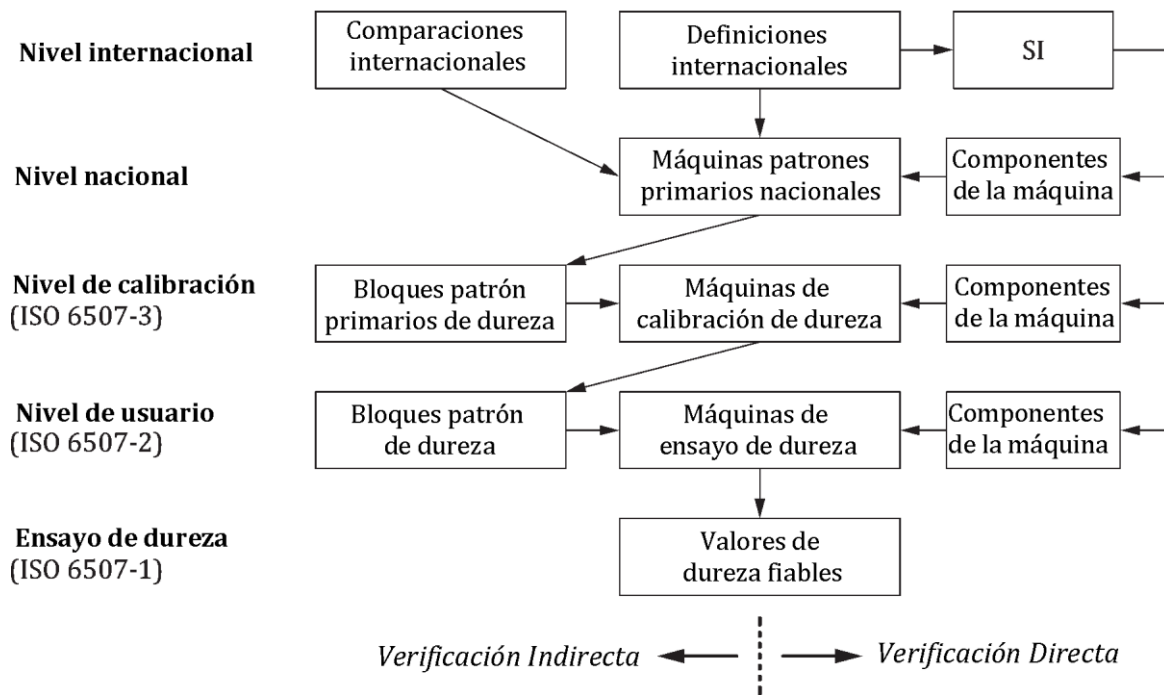 Nivel internacional
Comparaciones
internacionales
Definiciones
internacionales
SI
Nivel nacional
Máquinas patrones
primarios nacionales
Componentes
de la máquina
Nivel de calibración
(ISO 6507-3)
Bloques patrón
primarios de dureza
Máquinas de
calibración de dureza
Componentes
de la máquina
Nivel de usuario
(ISO 6507-2)
Bloques patrón
de dureza
Máquinas de
ensayo de dureza
Componentes
de la máquina
Ensayo de dureza
(ISO 6507-1)
Valores de
dureza fiables
Verificación Indirecta
Verificación Directa